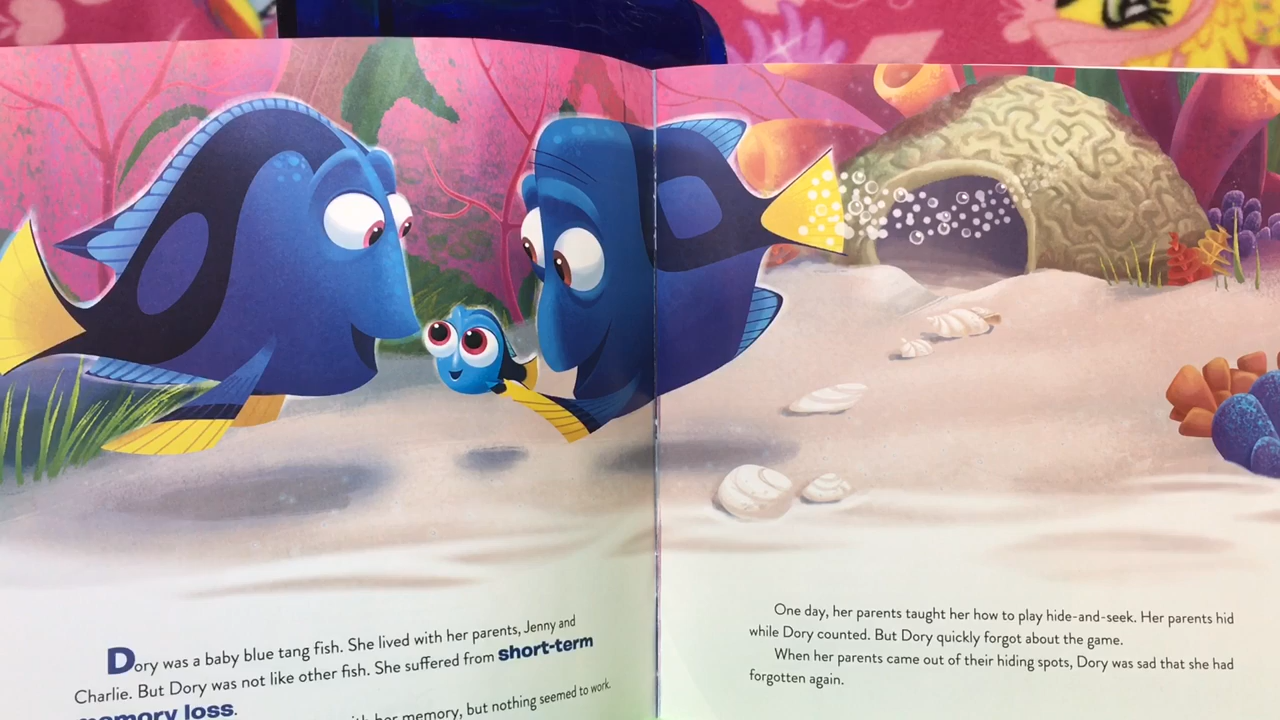 Dory was a baby blue tang fish. She lived with her parents, Jenny and
Charlie. But Dory was not like other fish. She suffered from short-term
memory loss.
with her memory, but nothing seemed to work.
One day, her parents taught her how to play hide-and-seek. Her parents hid
while Dory counted. But Dory quickly forgot about the game.
When her parents came out of their hiding spots, Dory was sad that she had
forgotten again.